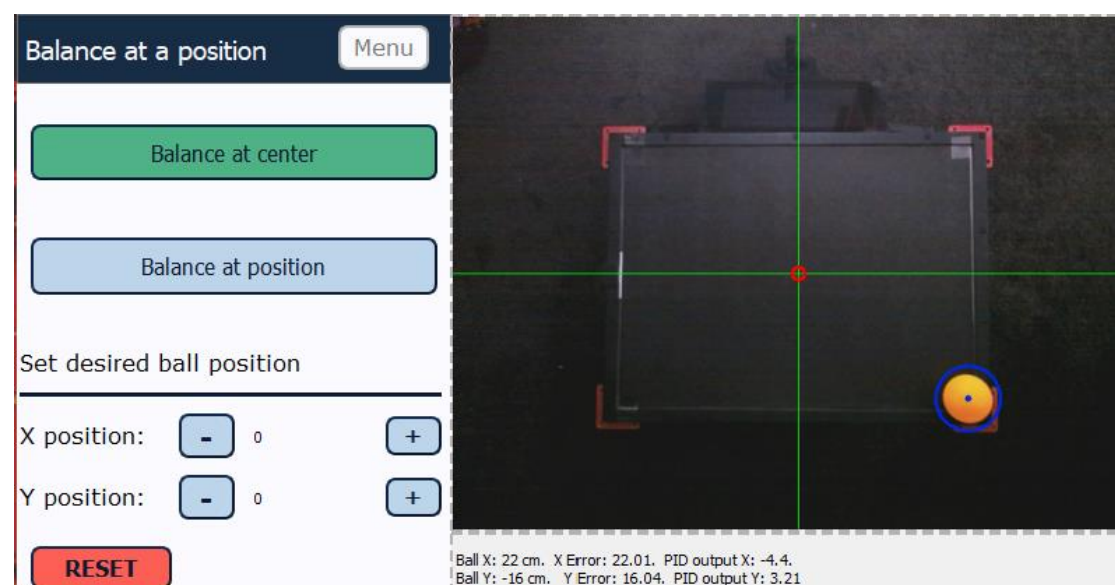 Balance at a position
Menu
Balance at center
Balance at position
Set desired ball position
X position:
-
0
+
Y position:
-
0
+
RESET
Ball X: 22 cm. X Error: 22.01. PID output X: -4.4.
Ball Y: -16 cm. Y Error: 16.04. PID output Y: 3.21